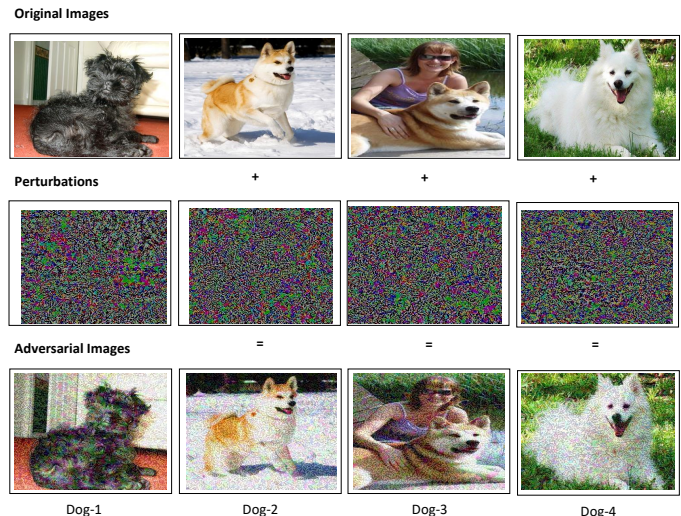 Original Images
+ + +
Perturbations
= = =
Adversarial Images
Dog-1 Dog-2 Dog-3 Dog-4